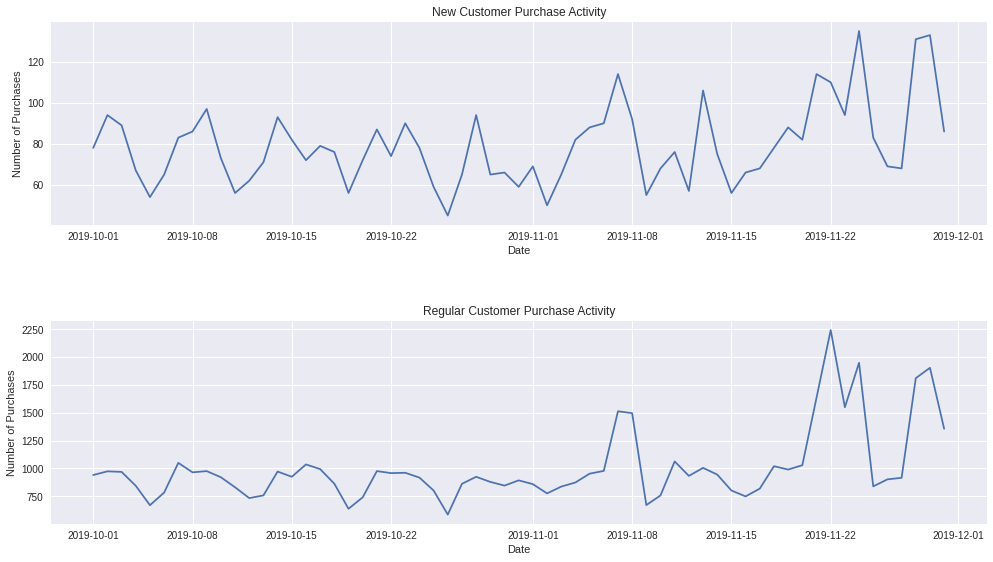 New Customer Purchase Activity
Number of Purchases
120
100
80
60
2019-10-01 2019-10-08 2019-10-15 2019-10-22 2019-11-01 2019-11-08 2019-11-15 2019-11-22 2019-12-01
Date
Regular Customer Purchase Activity
Number of Purchases
2250
2000
1750
1500
1250
1000
750
2019-10-01 2019-10-08 2019-10-15 2019-10-22 2019-11-01 2019-11-08 2019-11-15 2019-11-22 2019-12-01
Date